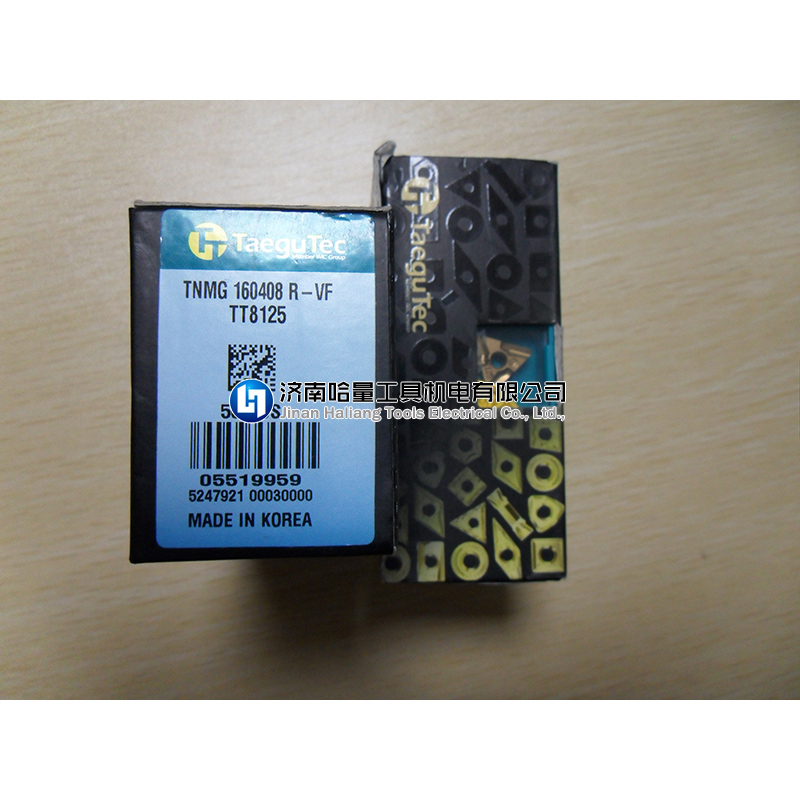 TaeguTec
TNMG 160408 R-VF
TT8125
05519959
5247921 00030000
MADE IN KOREA
TaeguTec
济南哈量工具机电有限公司
Jinan Haliang Tools Electrical Co., Ltd.,